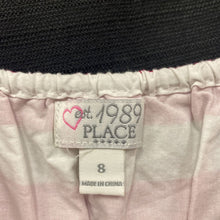 est. 1989
PLACE
8
MADE IN CHINA